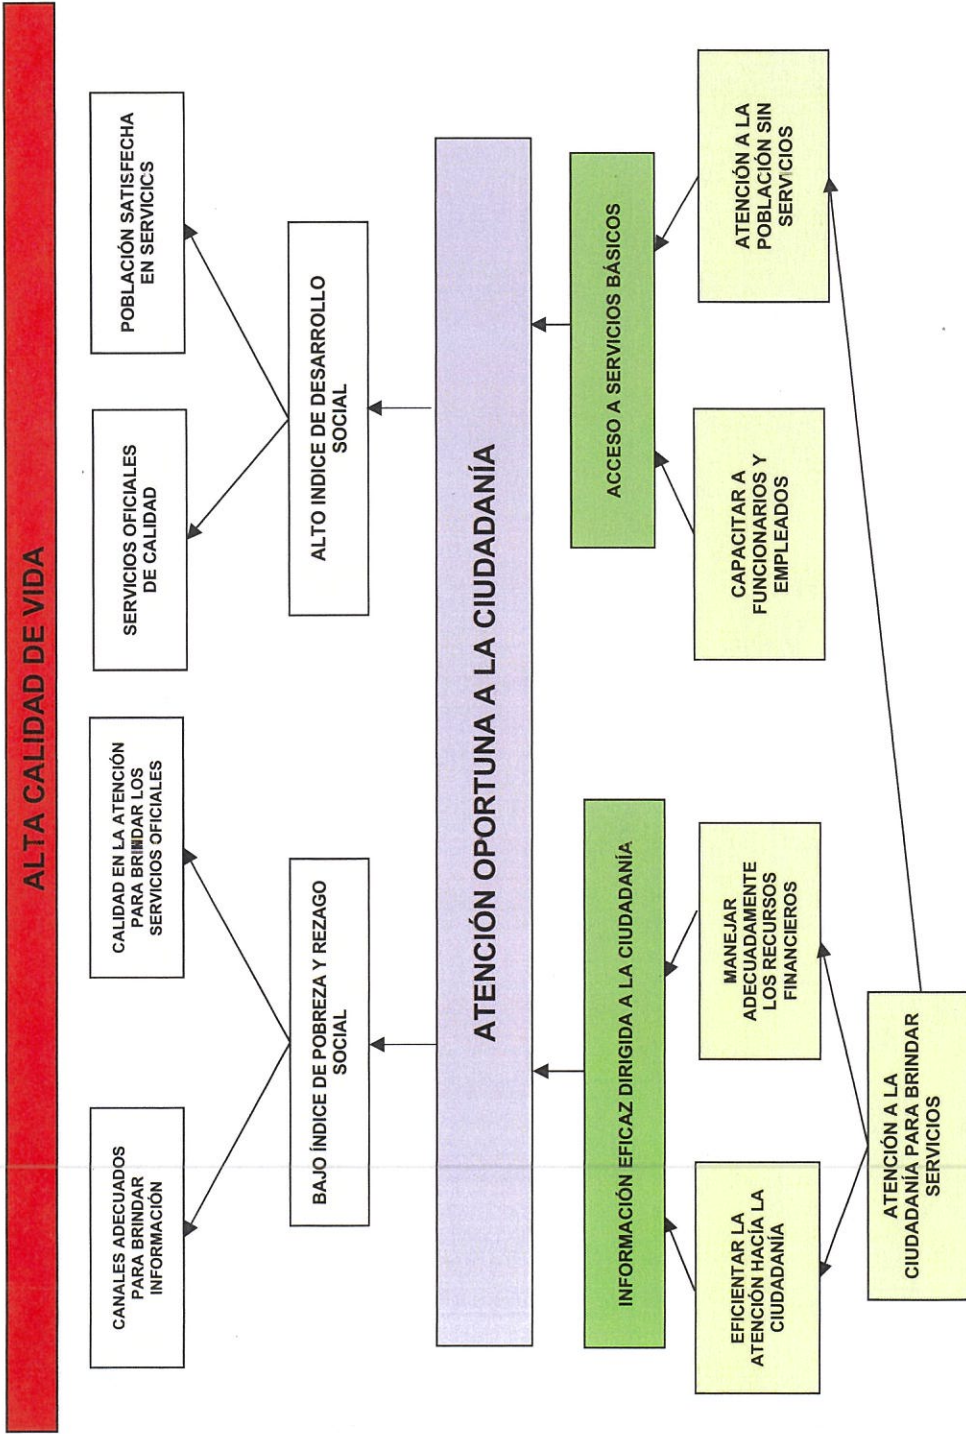 ALTA CALIDAD DE VIDA
CANALES ADECUADOS
PARA BRINDAR
INFORMACIÓN
CALIDAD EN LA ATENCIÓN
PARA BRINDAR LOS
SERVICIOS OFICIALES
SERVICIOS OFICIALES
DE CALIDAD
POBLACIÓN SATISFECHA
EN SERVICICS
BAJO ÍNDICE DE POBREZA Y REZAGO
SOCIAL
ALTO INDICE DE DESARROLLO
SOCIAL
ATENCIÓN OPORTUNA A LA CIUDADANÍA
INFORMACIÓN EFICAZ DIRIGIDA A LA CIUDADANÍA
ACCESO A SERVICIOS BÁSICOS
EFICIENTAR LA
ATENCIÓN HACÍA LA
CIUDADANÍA
MANEJAR
ADECUADAMENTE
LOS RECURSOS
FINANCIEROS
CAPACITAR A
FUNCIONARIOS Y
EMPLEADOS
ATENCIÓN A LA
POBLACIÓN SIN
SERVICIOS
ATENCIÓN A LA
CIUDADANÍA PARA BRINDAR
SERVICIOS